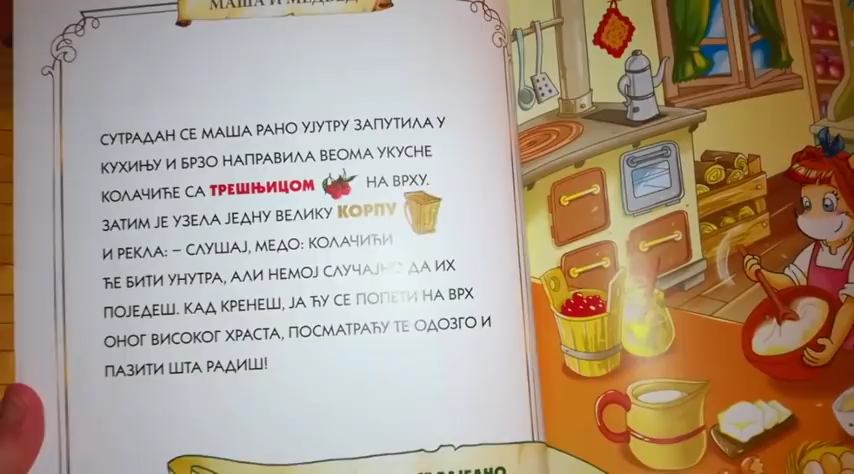 МАША И МЕДВЕД
СУТРАДАН СЕ МАША РАНО УЈУТРУ ЗАПУТИЛА У
КУХИЊУ И БРЗО НАПРАВИЛА ВЕОМА УКУСНЕ
КОЛАЧИЋЕ СА ТРЕШЊИЦОМ НА ВРХУ.
ЗАТИМ ЈЕ УЗЕЛА ЈЕДНУ ВЕЛИКУ КОРПУ
И РЕКЛА: – СЛУШАЈ, МЕДО: КОЛАЧИЋИ
ЋЕ БИТИ УНУТРА, АЛИ НЕМОЈ СЛУЧАЈНО ДА ИХ
ПОЈЕДЕШ. КАД КРЕНЕШ, ЈА ЋУ СЕ ПОПЕТИ НА ВРХ
ОНОГ ВИСОКОГ ХРАСТА, ПОСМАТРАЋУ ТЕ ОДОЗГО И
ПАЗИТИ ШТА РАДИШ!